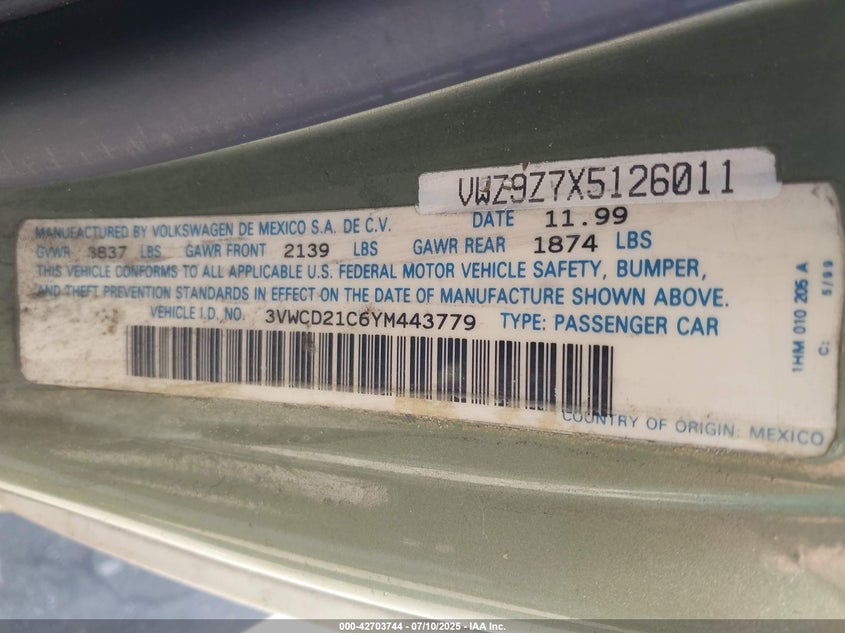 VWZ9Z7X5126011
MANUFACTURED BY VOLKSWAGEN DE MEXICO S.A. DE C.V. DATE 11.99
GVWR 3837 LBS GAWR FRONT 2139 LBS GAWR REAR 1874 LBS
THIS VEHICLE CONFORMS TO ALL APPLICABLE U.S. FEDERAL MOTOR VEHICLE SAFETY, BUMPER,
AND THEFT PREVENTION STANDARDS IN EFFECT ON THE DATE OF MANUFACTURE SHOWN ABOVE.
VEHICLE I.D. NO. 3VWCD21C6YM443779 TYPE: PASSENGER CAR
COUNTRY OF ORIGIN: MEXICO
1HM 010 205 A
C: 5/99
000-42703744 - 07/10/2025 - IAA Inc.